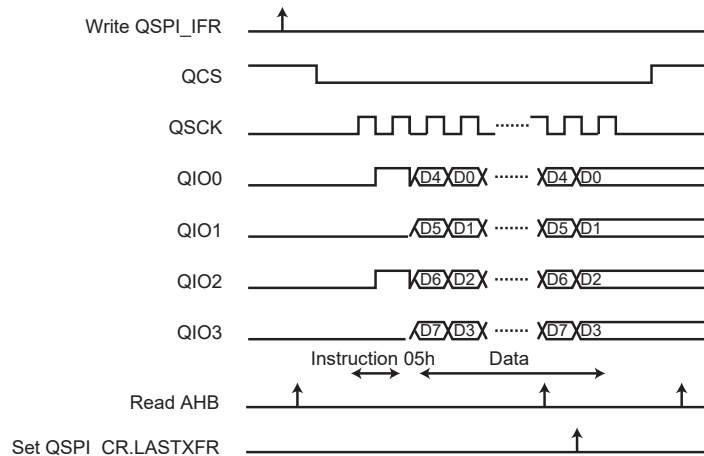 Write QSPI_IFR
QCS
QSCK
QIO0 D4 D0 D4 D0
QIO1 D5 D1 D5 D1
QIO2 D6 D2 D6 D2
QIO3 D7 D3 D7 D3
Instruction 05h Data
Read AHB
Set QSPI_CR.LASTXFR